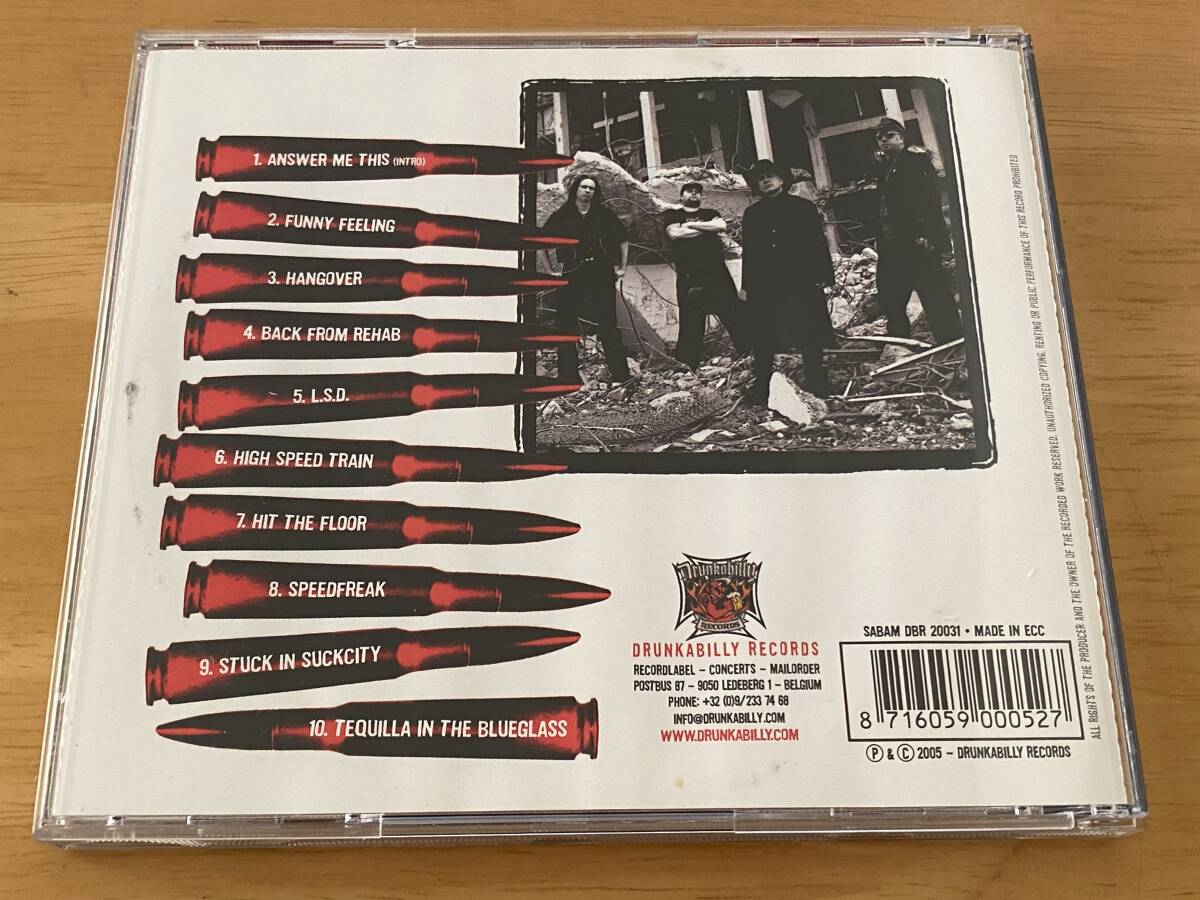 1. ANSWER ME THIS (INTRO)
2. FUNNY FEELING
3. HANGOVER
4. BACK FROM REHAB
5. L.S.D.
6. HIGH SPEED TRAIN
7. HIT THE FLOOR
8. SPEEDFREAK
9. STUCK IN SUCKCITY
10. TEQUILLA IN THE BLUEGLASS
Drunkabilly
RECORDS
DRUNKABILLY RECORDS
RECORDLABEL – CONCERTS – MAILORDER
POSTBUS 87 – 9050 LEDEBERG 1 – BELGIUM
PHONE: +32 (0)9/233 74 68
INFO@DRUNKABILLY.COM
WWW.DRUNKABILLY.COM
SABAM DBR 20031 • MADE IN ECC
8 716059 000527
Ⓟ & © 2005 – DRUNKABILLY RECORDS
ALL RIGHTS OF THE PRODUCER AND THE OWNER OF THE RECORDED WORK RESERVED. UNAUTHORIZED COPYING, RENTING OR PUBLIC PERFORMANCE OF THIS RECORD PROHIBITED